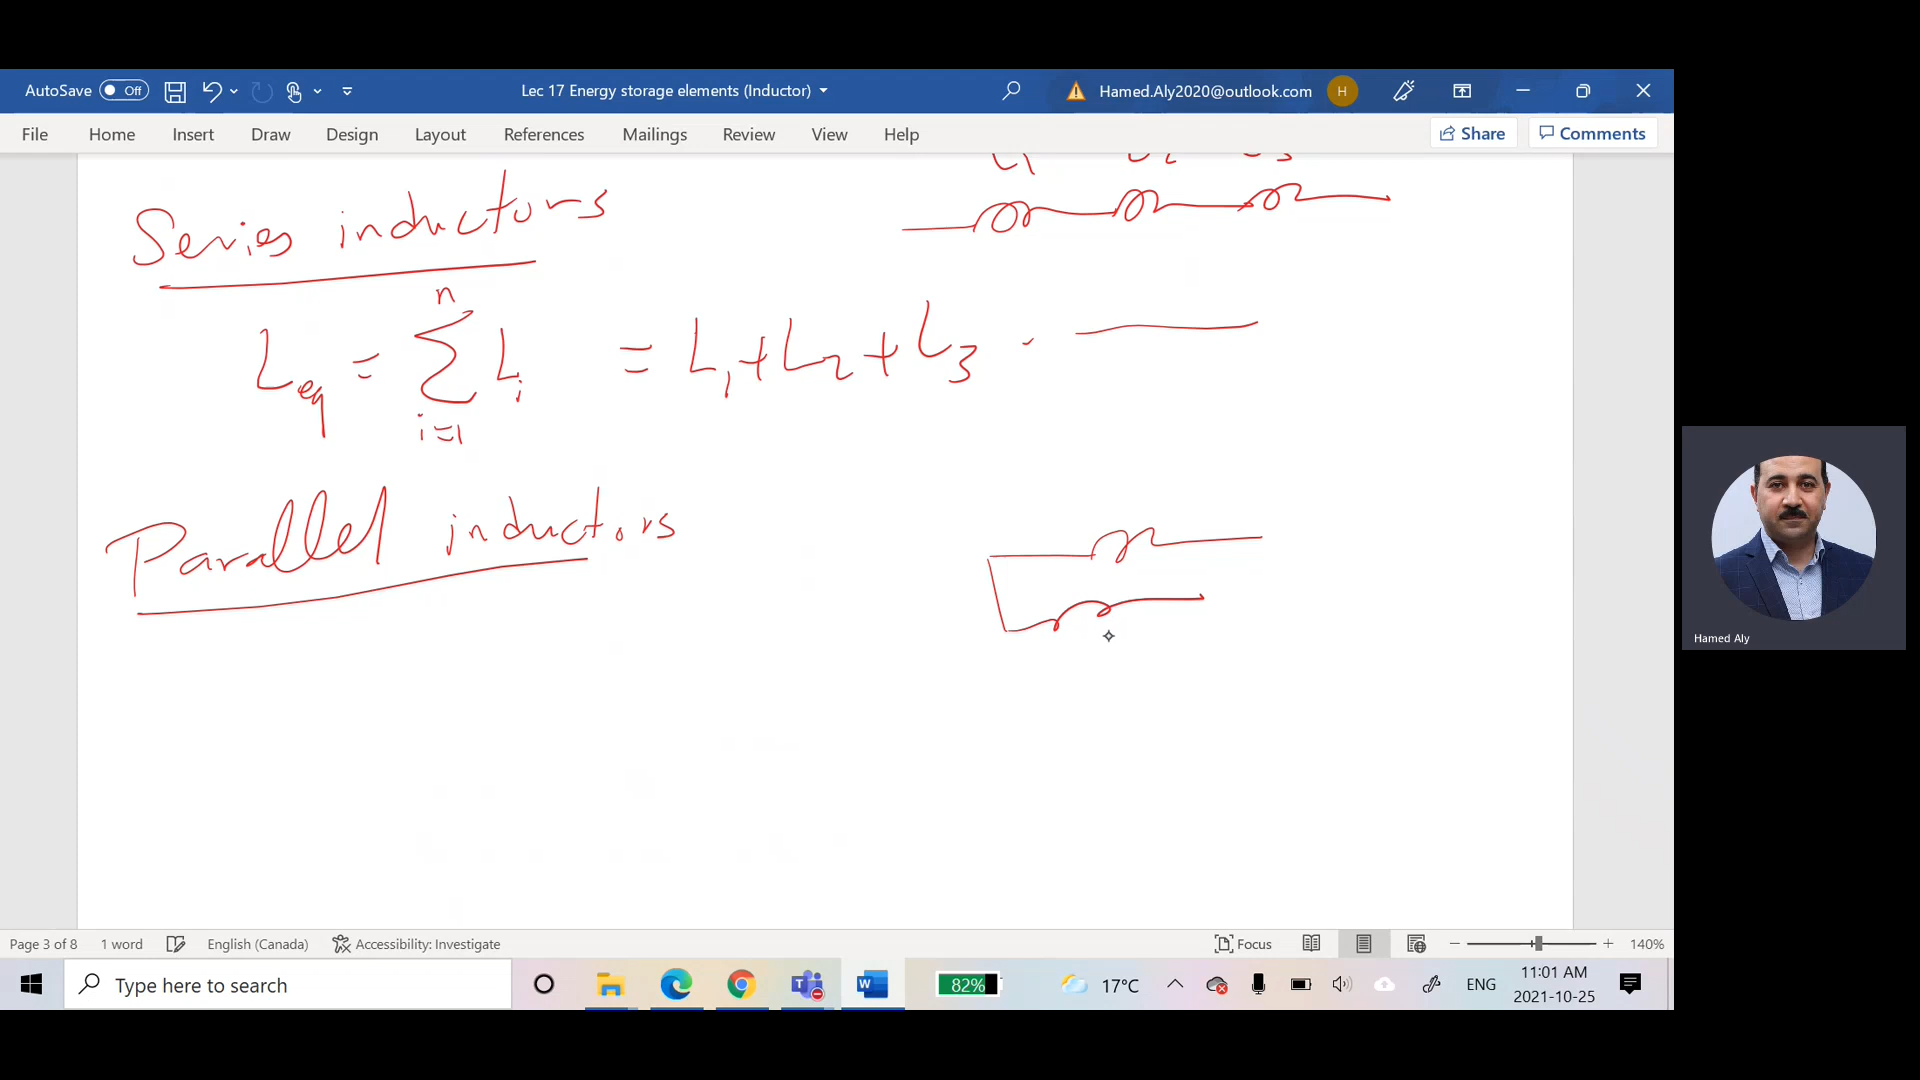 AutoSave Off Lec 17 Energy storage elements (Inductor) Hamed.Aly2020@outlook.com H
File Home Insert Draw Design Layout References Mailings Review View Help Share Comments
L1 L2 L3
Series inductors
Leq = ∑ i=1 n Li = L1 + L2 + L3 . —
Parallel inductors
Hamed Aly
Page 3 of 8 1 word English (Canada) Accessibility: Investigate Focus − + 140%
Type here to search 82% 17°C ENG 11:01 AM
2021-10-25